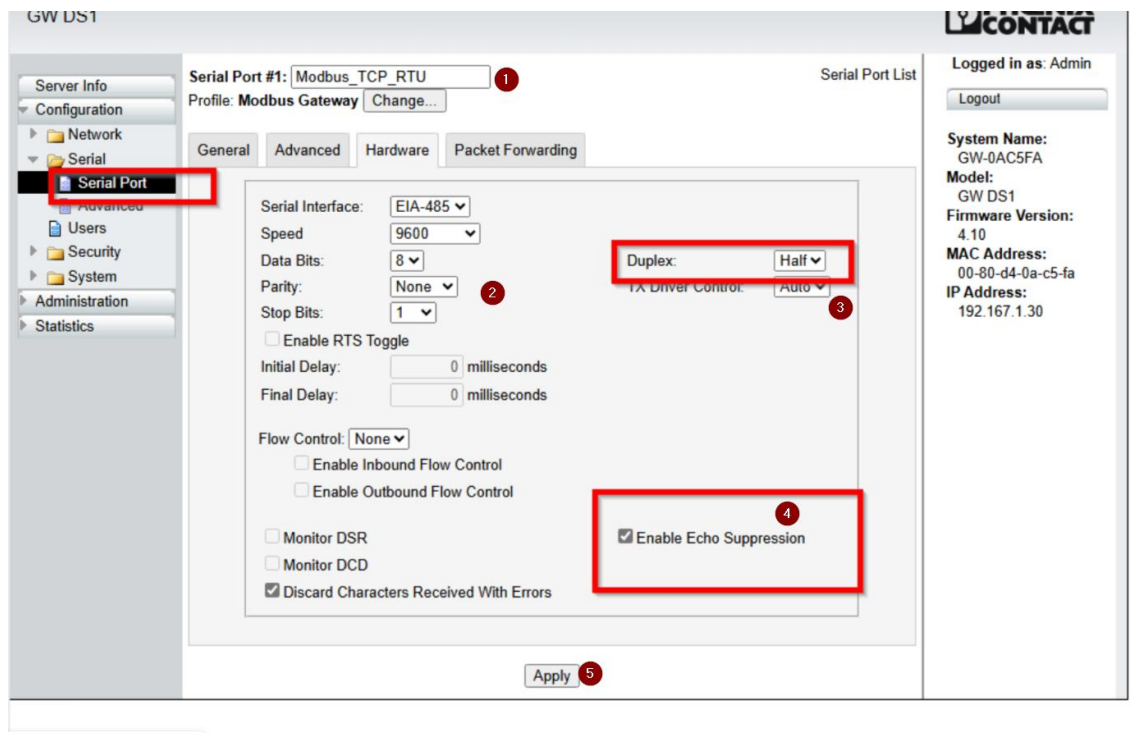 GW DS1
PHOENIX
CONTACT
Server Info
Configuration
Network
Serial
Serial Port
Advanced
Users
Security
System
Administration
Statistics
Serial Port #1: Modbus_TCP_RTU 1
Serial Port List
Profile: Modbus Gateway Change...
General Advanced Hardware Packet Forwarding
Serial Interface: EIA-485
Speed 9600
Data Bits: 8 Duplex: Half
Parity: None 2 TX Driver Control: Auto
3
Stop Bits: 1
Enable RTS Toggle
Initial Delay: 0 milliseconds
Final Delay: 0 milliseconds
Flow Control: None
Enable Inbound Flow Control
Enable Outbound Flow Control
4
Monitor DSR Enable Echo Suppression
Monitor DCD
Discard Characters Received With Errors
Apply 5
Logged in as: Admin
Logout
System Name:
GW-0AC5FA
Model:
GW DS1
Firmware Version:
4.10
MAC Address:
00-80-d4-0a-c5-fa
IP Address:
192.167.1.30